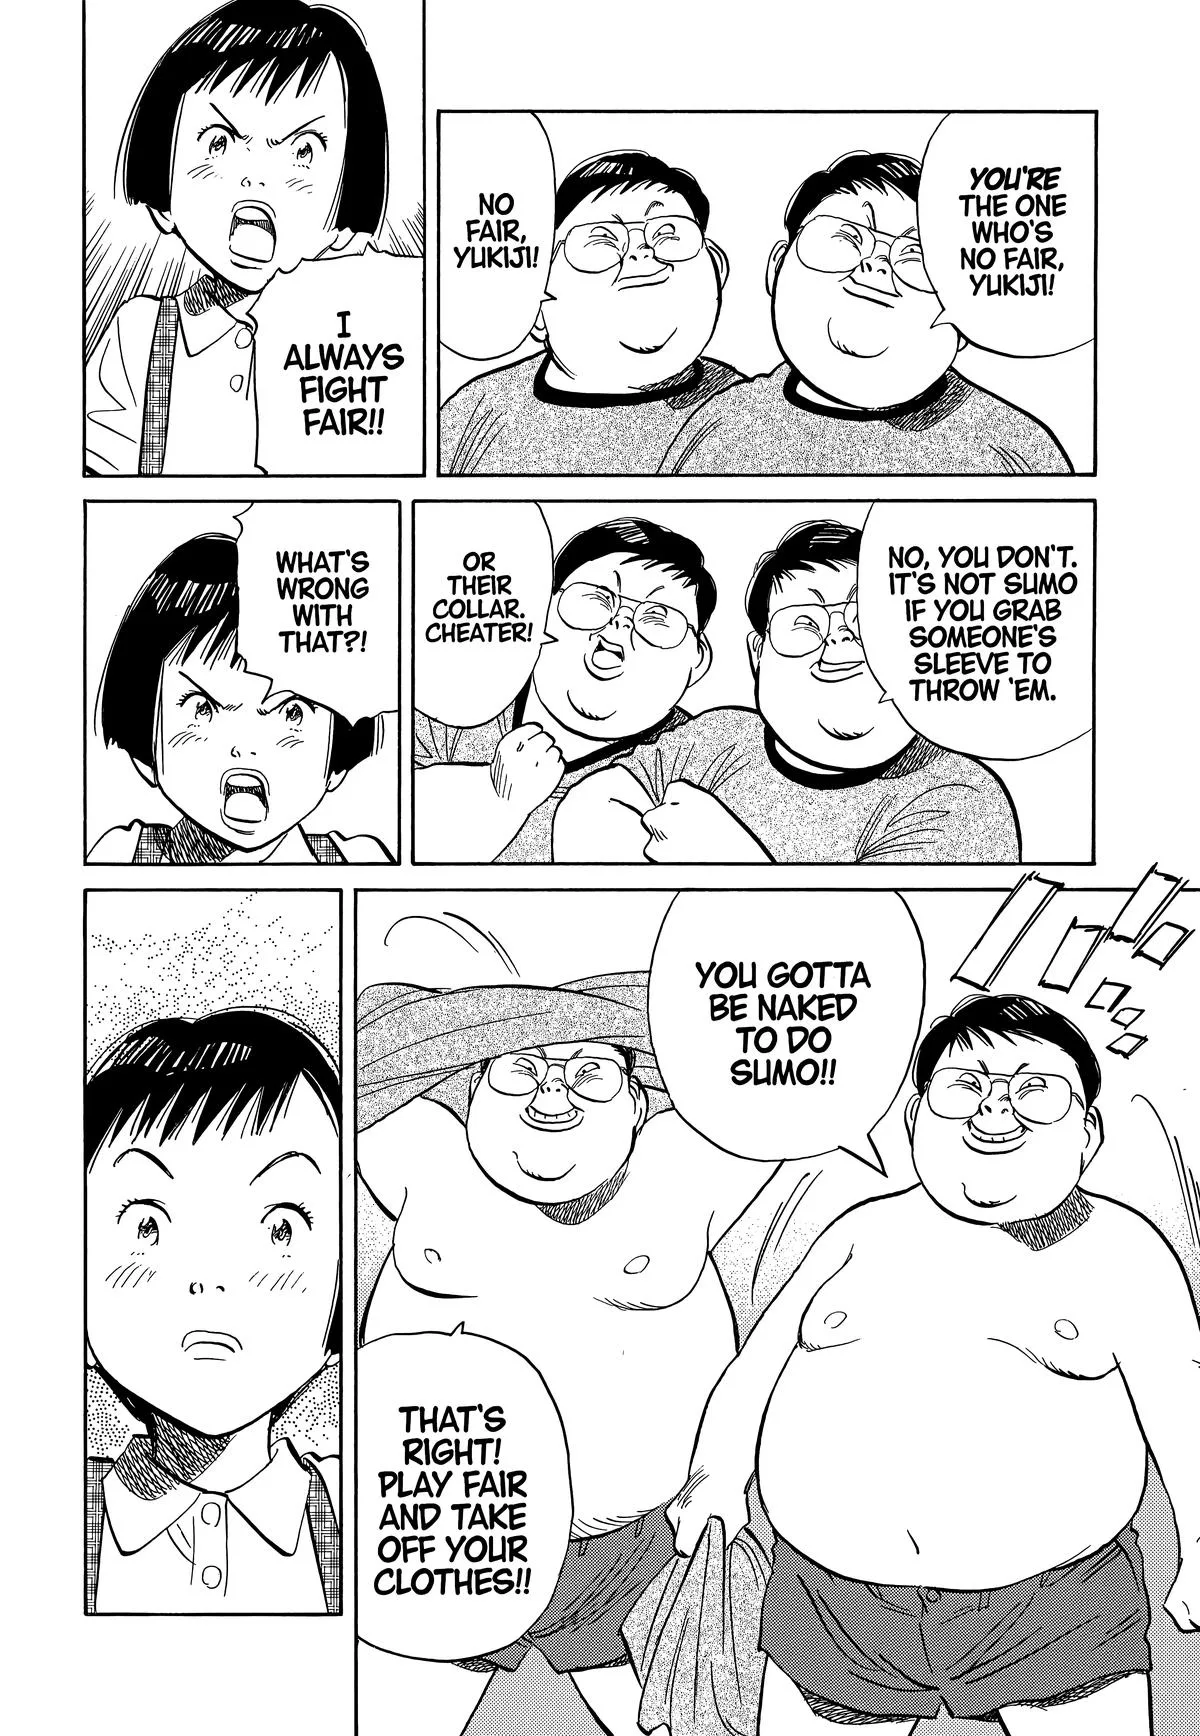 YOU'RE
THE ONE
WHO'S
NO FAIR,
YUKIJI!
NO
FAIR,
YUKIJI!
I
ALWAYS
FIGHT
FAIR!!
NO, YOU DON'T.
IT'S NOT SUMO
IF YOU GRAB
SOMEONE'S
SLEEVE TO
THROW 'EM.
OR
THEIR
COLLAR.
CHEATER!
WHAT'S
WRONG
WITH
THAT?!
YOU GOTTA
BE NAKED
TO DO
SUMO!!
THAT'S
RIGHT!
PLAY FAIR
AND TAKE
OFF YOUR
CLOTHES!!